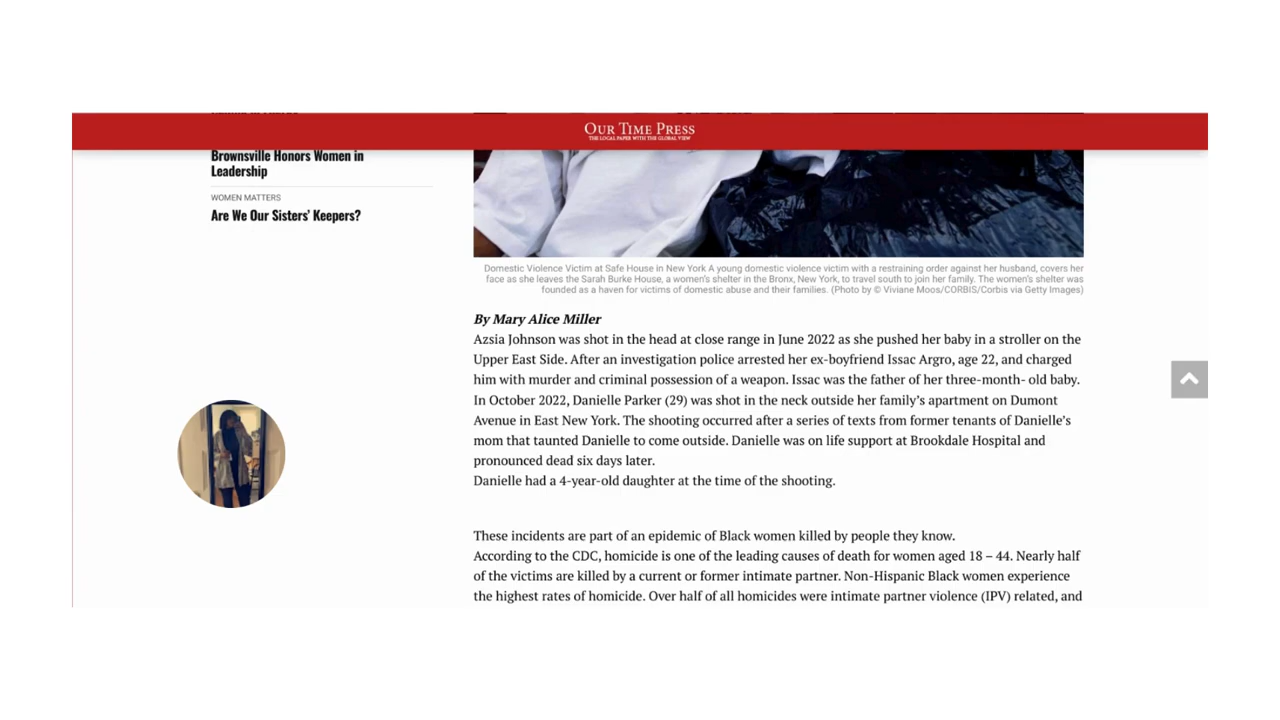 OUR TIME PRESS
THE LOCAL PAPER WITH THE GLOBAL VIEW
Brownsville Honors Women in
Leadership
WOMEN MATTERS
Are We Our Sisters' Keepers?
Domestic Violence Victim at Safe House in New York A young domestic violence victim with a restraining order against her husband, covers her
face as she leaves the Sarah Burke House, a women's shelter in the Bronx, New York, to travel south to join her family. The women's shelter was
founded as a haven for victims of domestic abuse and their families. (Photo by © Viviane Moos/CORBIS/Corbis via Getty Images)
By Mary Alice Miller
Azsia Johnson was shot in the head at close range in June 2022 as she pushed her baby in a stroller on the
Upper East Side. After an investigation police arrested her ex-boyfriend Issac Argro, age 22, and charged
him with murder and criminal possession of a weapon. Issac was the father of her three-month- old baby.
In October 2022, Danielle Parker (29) was shot in the neck outside her family's apartment on Dumont
Avenue in East New York. The shooting occurred after a series of texts from former tenants of Danielle's
mom that taunted Danielle to come outside. Danielle was on life support at Brookdale Hospital and
pronounced dead six days later.
Danielle had a 4-year-old daughter at the time of the shooting.
These incidents are part of an epidemic of Black women killed by people they know.
According to the CDC, homicide is one of the leading causes of death for women aged 18 – 44. Nearly half
of the victims are killed by a current or former intimate partner. Non-Hispanic Black women experience
the highest rates of homicide. Over half of all homicides were intimate partner violence (IPV) related, and